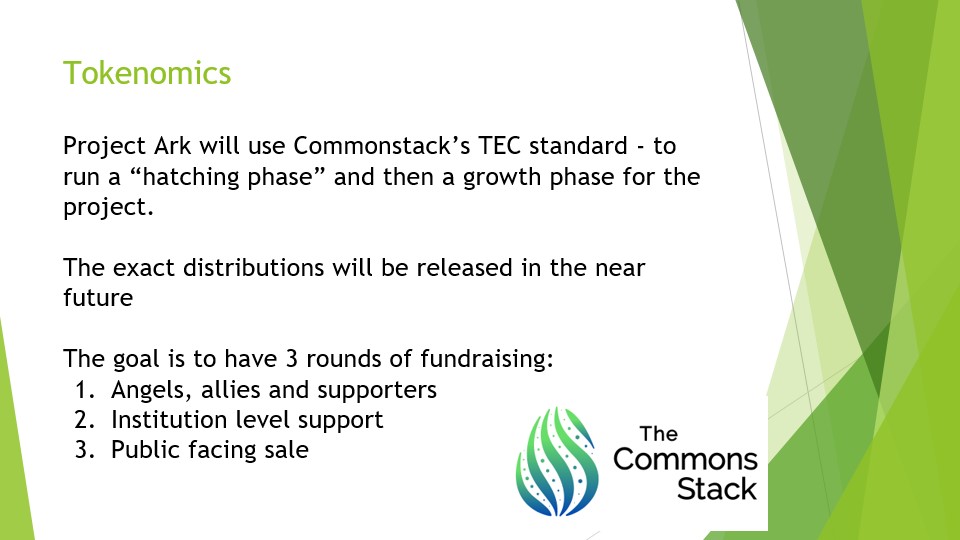 Tokenomics
Project Ark will use Commonstack’s TEC standard - to
run a “hatching phase” and then a growth phase for the
project.
The exact distributions will be released in the near
future
The goal is to have 3 rounds of fundraising:
1. Angels, allies and supporters
2. Institution level support
3. Public facing sale
The
Commons
Stack